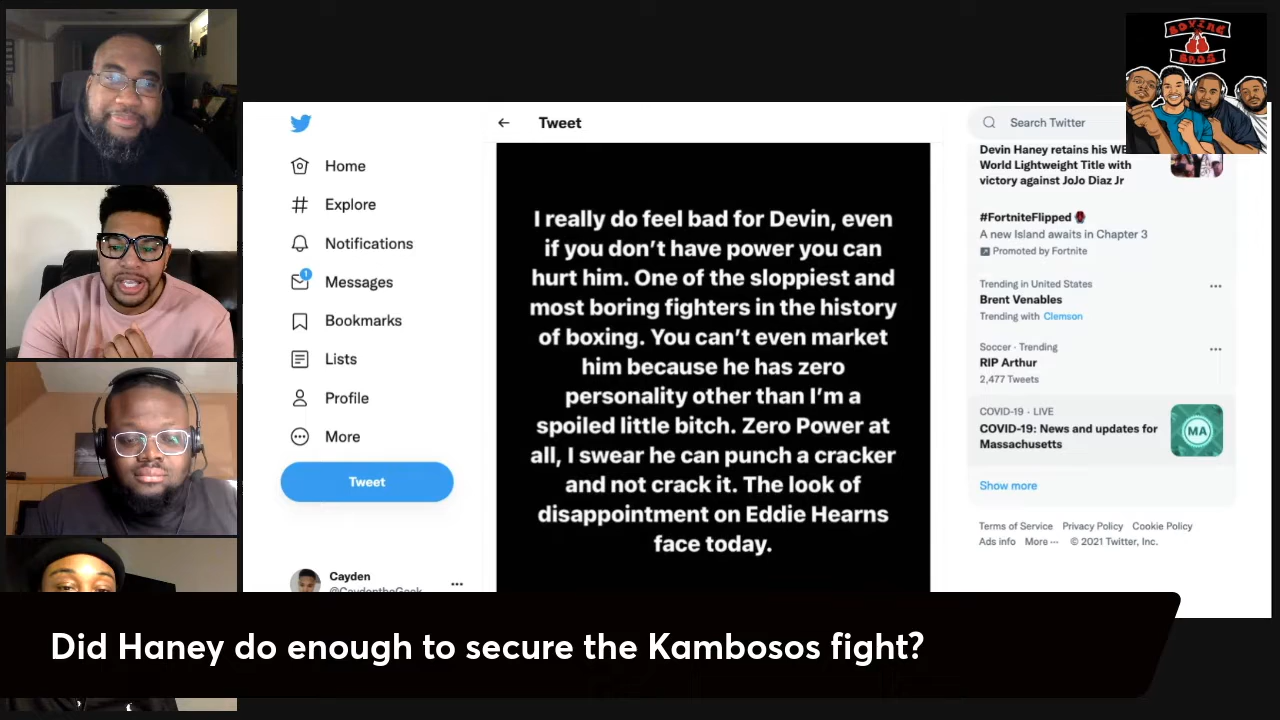 BOXING
BROS
Tweet
Search Twitter
Home
Explore
Notifications
1
Messages
Bookmarks
Lists
Profile
More
Tweet
Cayden
@CaydentheGeek
I really do feel bad for Devin, even
if you don't have power you can
hurt him. One of the sloppiest and
most boring fighters in the history
of boxing. You can't even market
him because he has zero
personality other than I'm a
spoiled little bitch. Zero Power at
all, I swear he can punch a cracker
and not crack it. The look of
disappointment on Eddie Hearns
face today.
Devin Haney retains his
World Lightweight Title with
victory against JoJo Diaz Jr
#FortniteFlipped
A new Island awaits in Chapter 3
Promoted by Fortnite
Trending in United States
Brent Venables
Trending with Clemson
Soccer · Trending
RIP Arthur
2,477 Tweets
COVID-19 · LIVE
COVID-19: News and updates for
Massachusetts
MA
Show more
Terms of Service Privacy Policy Cookie Policy
Ads info More ··· © 2021 Twitter, Inc.
Did Haney do enough to secure the Kambosos fight?